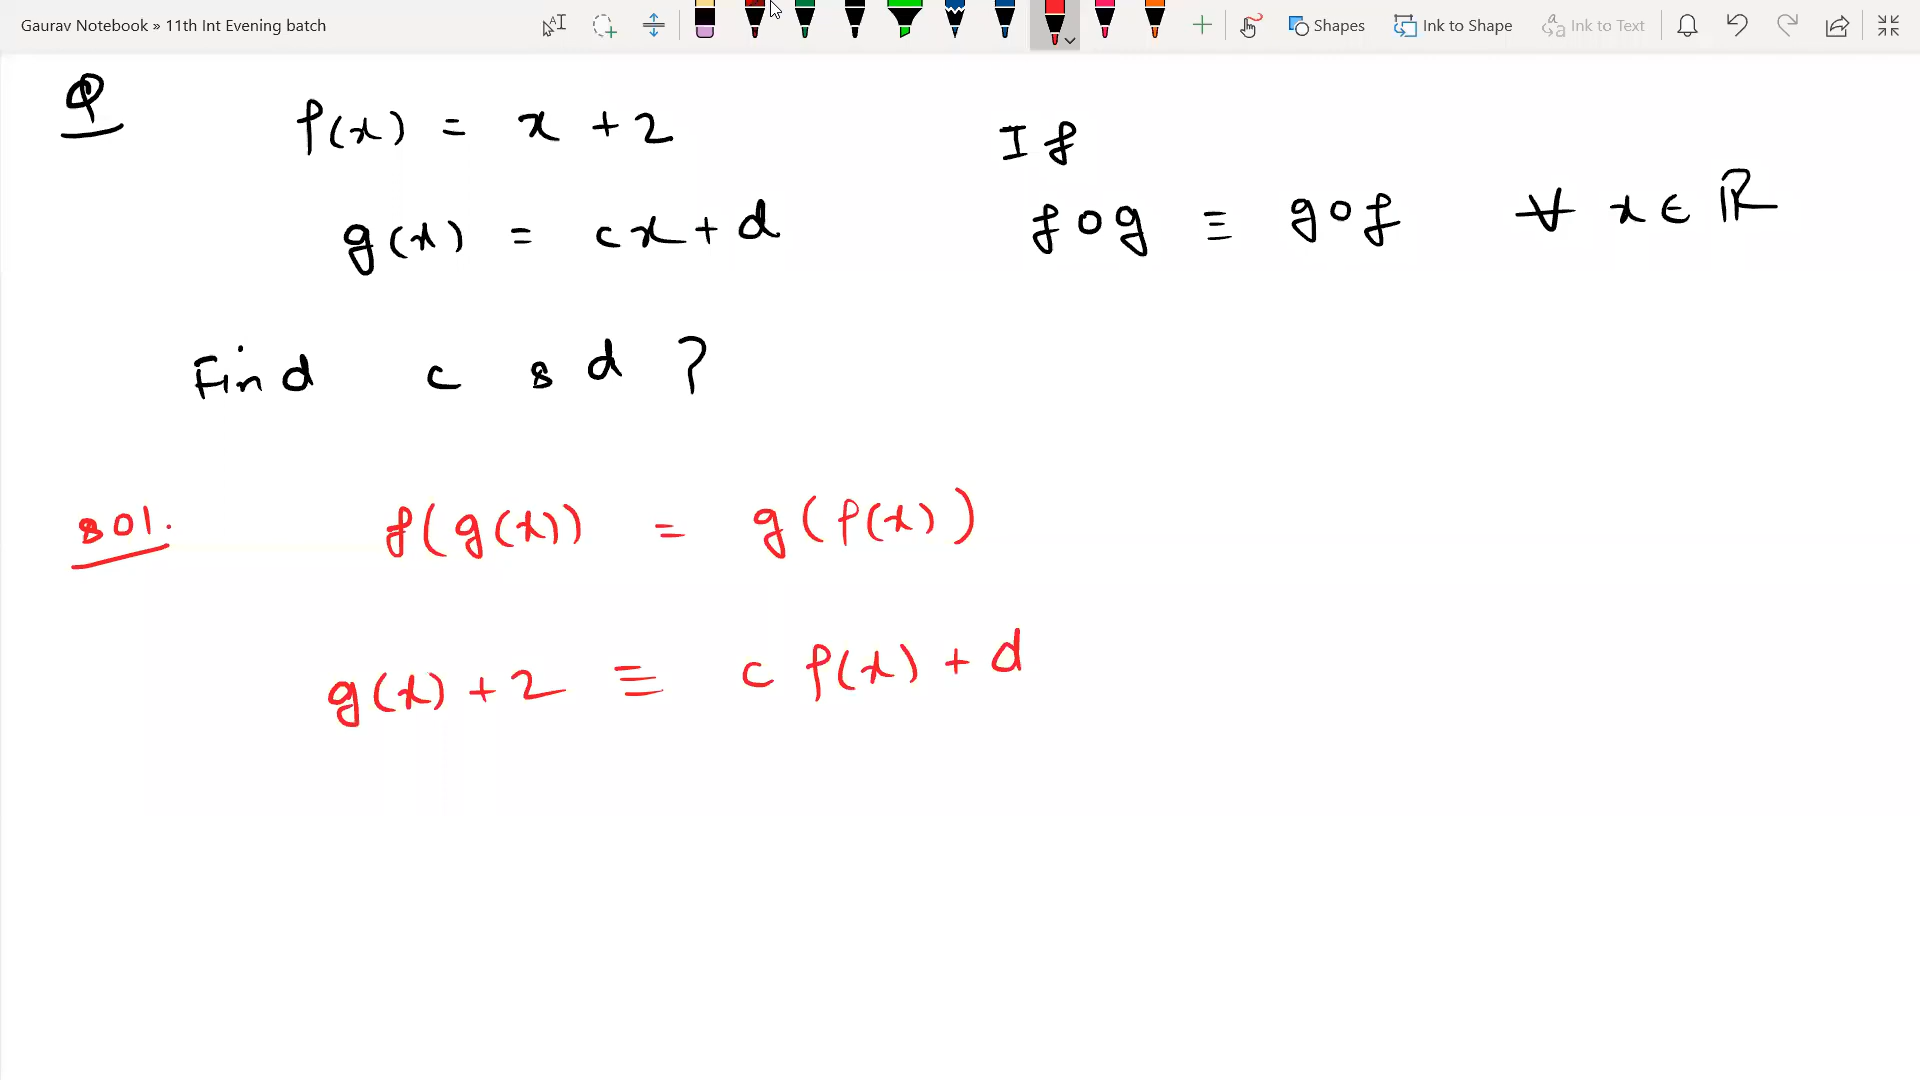 Gaurav Notebook » 11th Int Evening batch
Shapes
Ink to Shape
Ink to Text
Q
f(x) = x + 2
If
g(x) = cx + d
fog ≡ gof ∀ x ∈ ℝ
Find c & d ?
sol.
f(g(x)) = g(f(x))
g(x) + 2 ≡ c f(x) + d